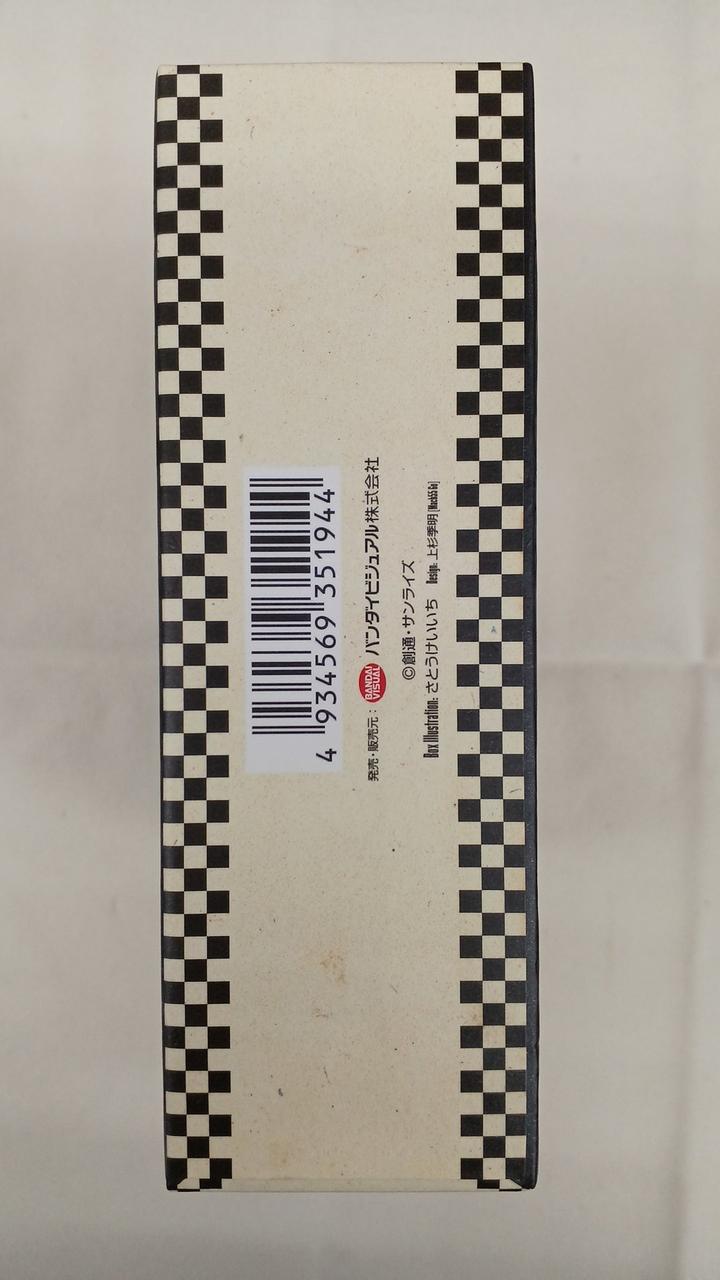 4 934569 351944
発売・販売元： BANDAI VISUAL バンダイビジュアル株式会社
©創通・サンライズ
Box Illustration: さとうけいいち Design: 上杉季明 [Mach55 Go]